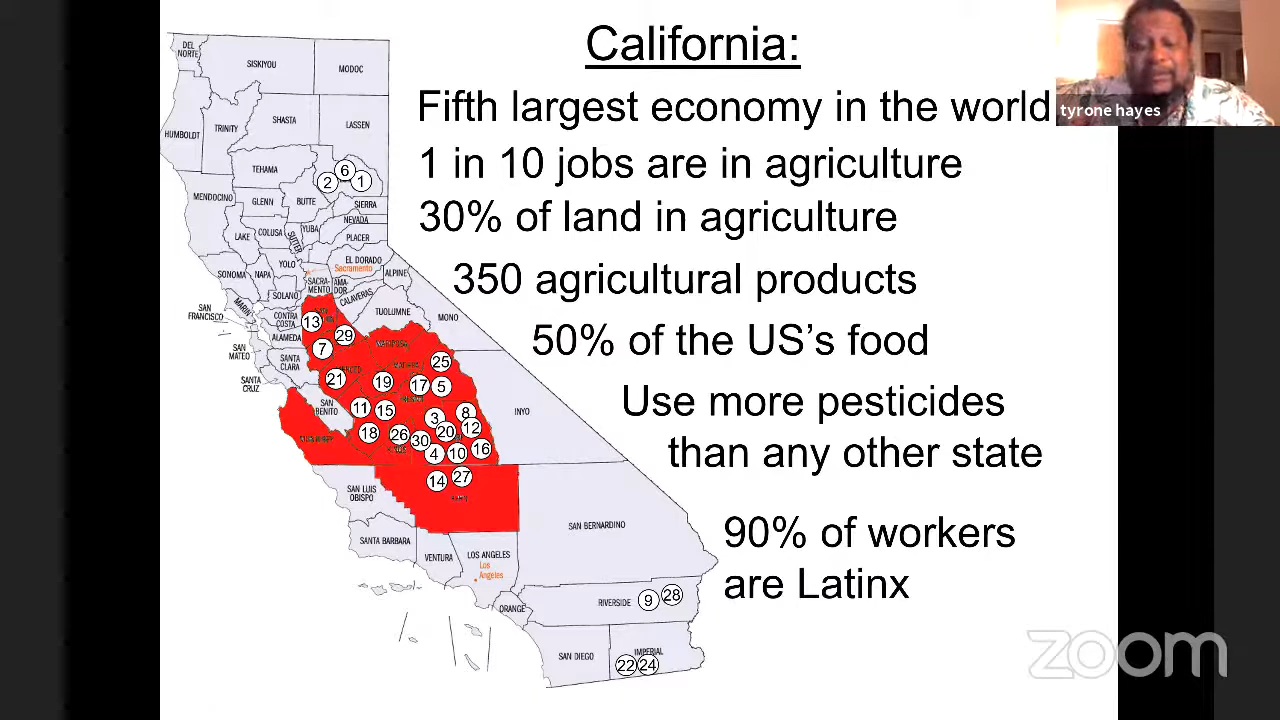 California:
Fifth largest economy in the world
tyrone hayes
1 in 10 jobs are in agriculture
30% of land in agriculture
350 agricultural products
50% of the US's food
Use more pesticides
than any other state
90% of workers
are Latinx
DEL NORTE
SISKIYOU
MODOC
HUMBOLDT
TRINITY
SHASTA
LASSEN
TEHAMA
6
2
1
MENDOCINO
GLENN
BUTTE
SIERRA
NEVADA
LAKE
COLUSA
SUTTER
YUBA
PLACER
EL DORADO
Sacramento
SONOMA
NAPA
YOLO
SACRA-
MENTO
AMA-
DOR
ALPINE
SOLANO
CALAVERAS
MARIN
SAN
FRANCISCO
CONTRA
COSTA
13
TUOLUMNE
MONO
ALAMEDA
29
SAN
MATEO
7
SANTA
CLARA
25
SANTA
CRUZ
21
19
17
5
SAN
BENITO
11
15
3
8
INYO
18
26
30
20
12
4
10
16
14
27
SAN LUIS
OBISPO
SAN BERNARDINO
SANTA BARBARA
VENTURA
LOS ANGELES
Los
Angeles
ORANGE
RIVERSIDE
9
28
SAN DIEGO
IMPERIAL
22
24
zoom